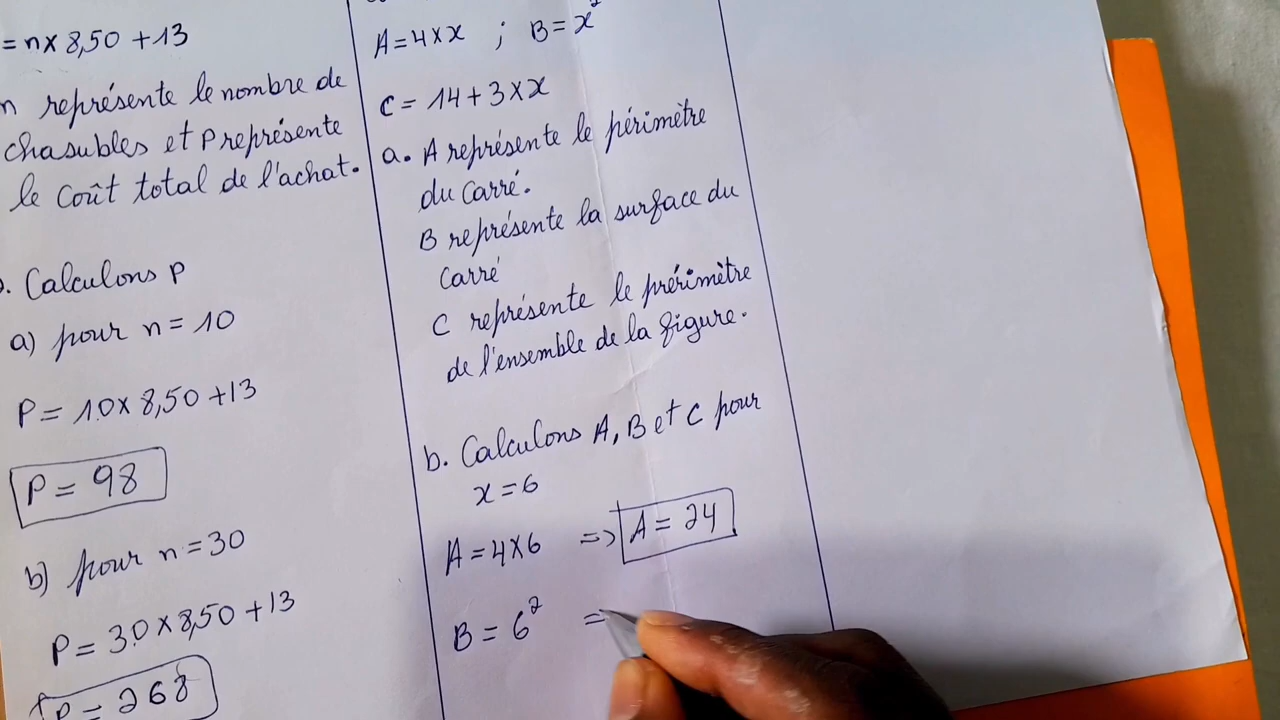 = n x 8,50 + 13
n représente le nombre de
chasubles et P représente
le coût total de l'achat.
. Calculons P
a) pour n = 10
P = 10 x 8,50 + 13
P = 98
b) pour n = 30
P = 30 x 8,50 + 13
P = 268
A = 4 x x ; B = x²
C = 14 + 3 x x
a. A représente le périmètre
du carré.
B représente la surface du
carré
C représente le prérimètre
de l'ensemble de la figure.
b. Calculons A, B et C pour
x = 6
A = 4 x 6 => A = 24
B = 6² =